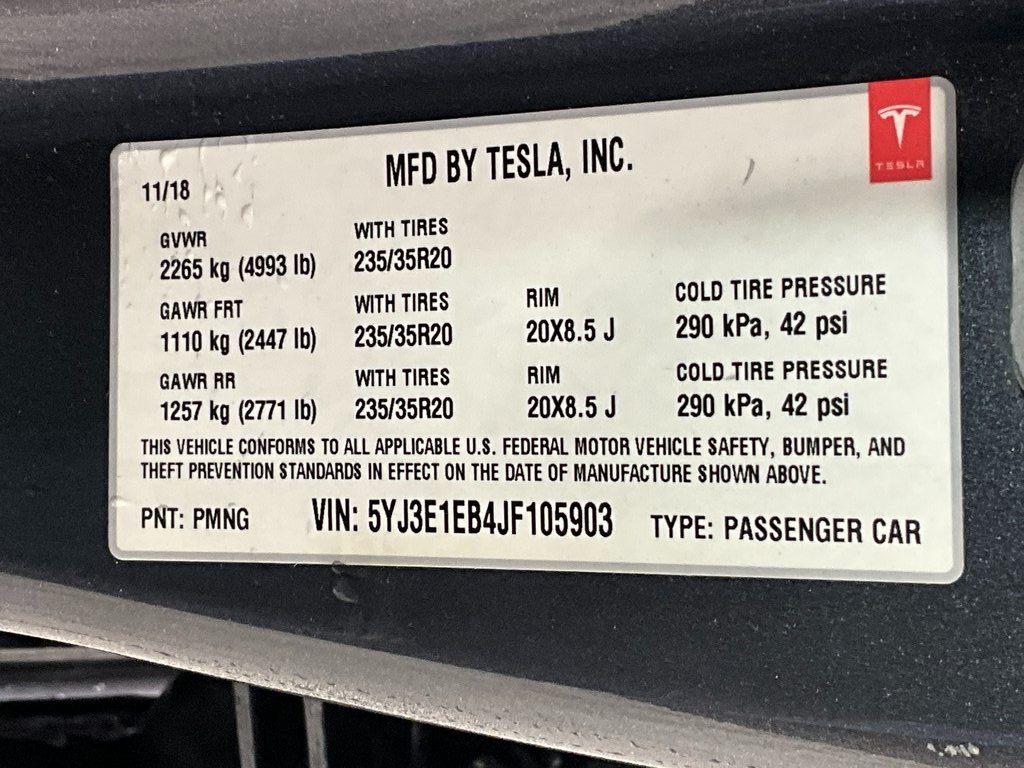 MFD BY TESLA, INC.
TESLA
11/18
GVWR WITH TIRES
2265 kg (4993 lb) 235/35R20
GAWR FRT WITH TIRES RIM COLD TIRE PRESSURE
1110 kg (2447 lb) 235/35R20 20X8.5 J 290 kPa, 42 psi
GAWR RR WITH TIRES RIM COLD TIRE PRESSURE
1257 kg (2771 lb) 235/35R20 20X8.5 J 290 kPa, 42 psi
THIS VEHICLE CONFORMS TO ALL APPLICABLE U.S. FEDERAL MOTOR VEHICLE SAFETY, BUMPER, AND
THEFT PREVENTION STANDARDS IN EFFECT ON THE DATE OF MANUFACTURE SHOWN ABOVE.
PNT: PMNG VIN: 5YJ3E1EB4JF105903 TYPE: PASSENGER CAR